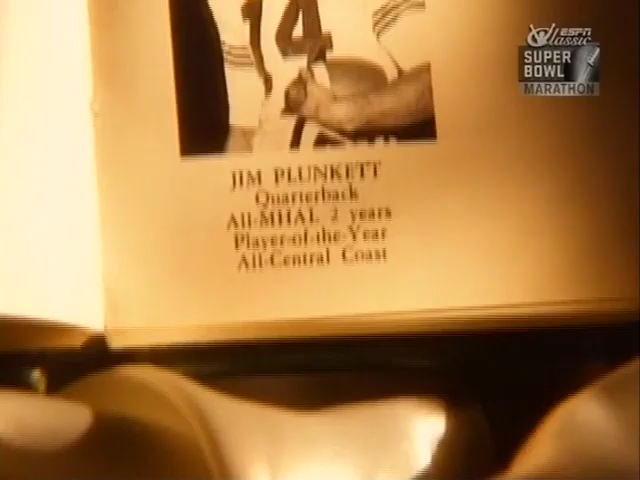 ESPN
Classic
SUPER
BOWL
MARATHON
JIM PLUNKETT
Quarterback
All-MHAL 2 years
Player-of-the-Year
All-Central Coast